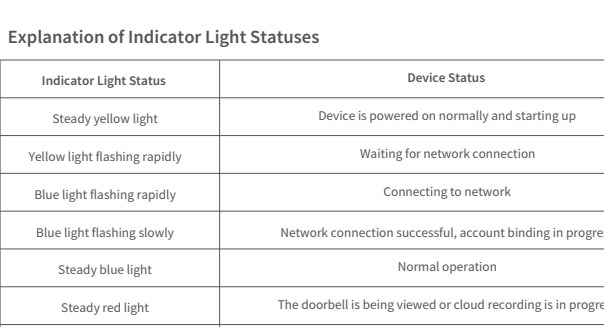 Explanation of Indicator Light Statuses
Indicator Light Status Device Status
Steady yellow light Device is powered on normally and starting up
Yellow light flashing rapidly Waiting for network connection
Blue light flashing rapidly Connecting to network
Blue light flashing slowly Network connection successful, account binding in progre
Steady blue light Normal operation
Steady red light The doorbell is being viewed or cloud recording is in progre